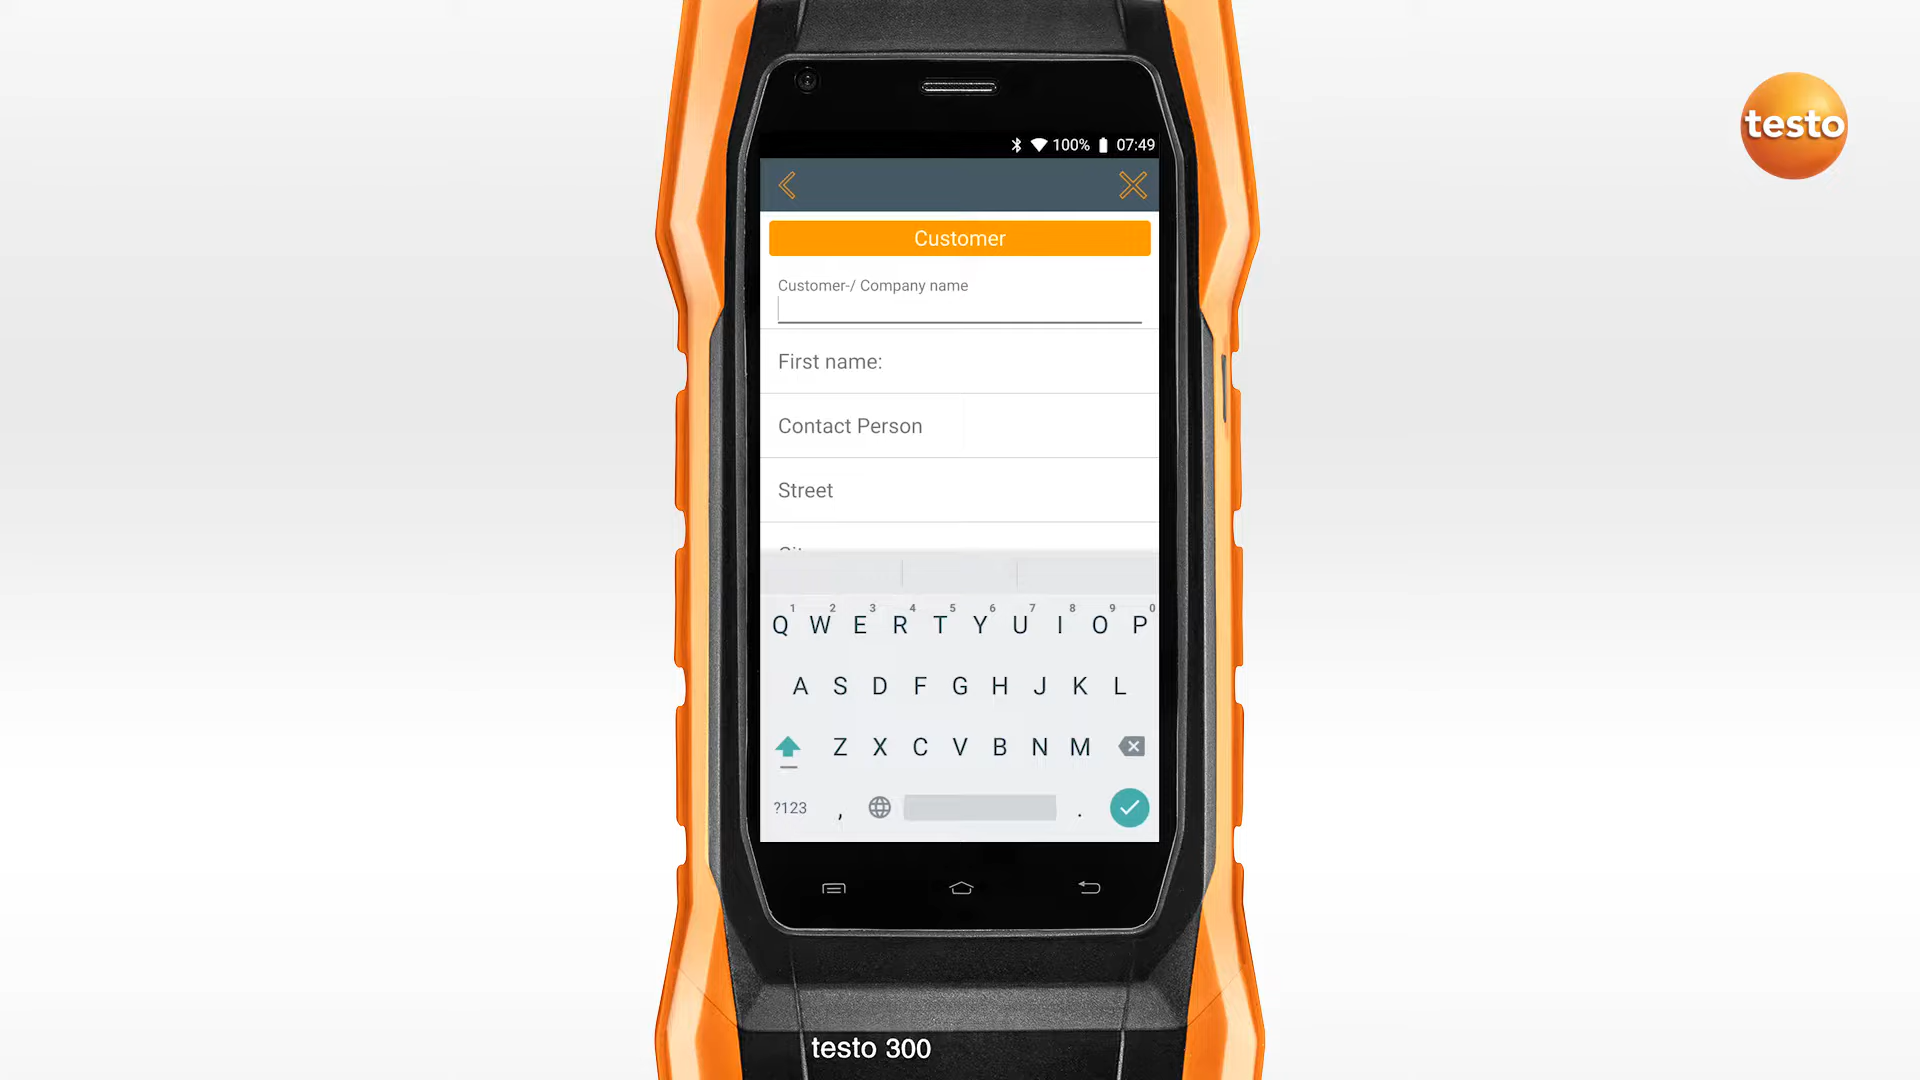 testo
100% 07:49
Customer
Customer-/ Company name
First name:
Contact Person
Street
1 2 3 4 5 6 7 8 9 0
Q W E R T Y U I O P
A S D F G H J K L
Z X C V B N M
?123 , .
testo 300